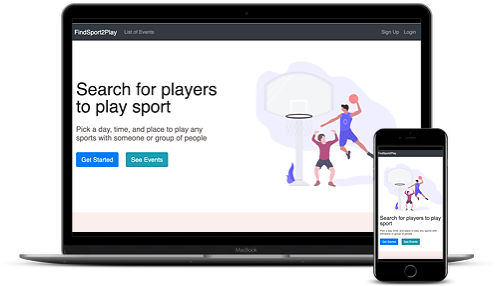 FindSport2Play List of Events Sign Up Login
Search for players
to play sport
Pick a day, time, and place to play any
sports with someone or group of people
Get Started See Events
MacBook
FindSport2Play
Search for players to play
sport
Pick a day, time, and place to play any sports with
someone or group of people
Get Started See Events